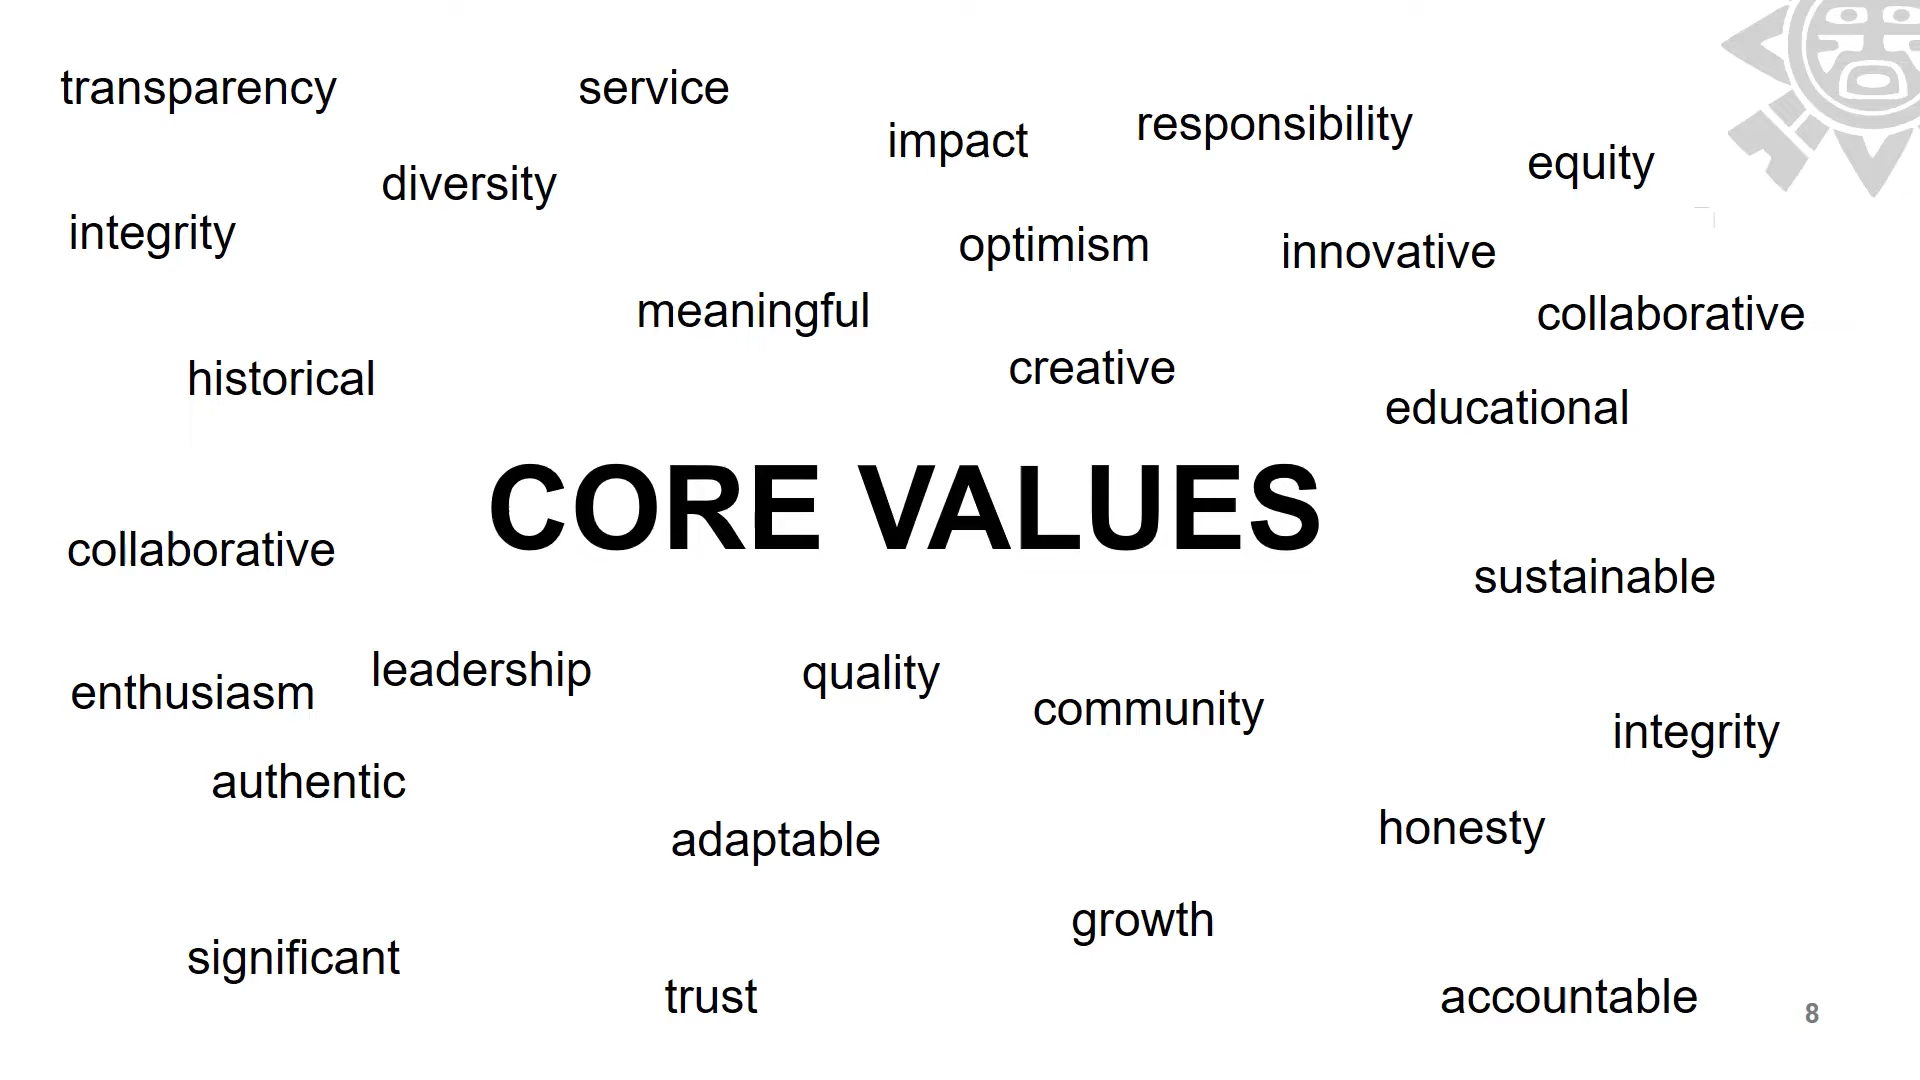 transparency
service
impact
responsibility
equity
diversity
integrity
optimism
innovative
meaningful
collaborative
historical
creative
educational
CORE VALUES
collaborative
sustainable
enthusiasm
leadership
quality
community
integrity
authentic
adaptable
honesty
growth
significant
trust
accountable
8